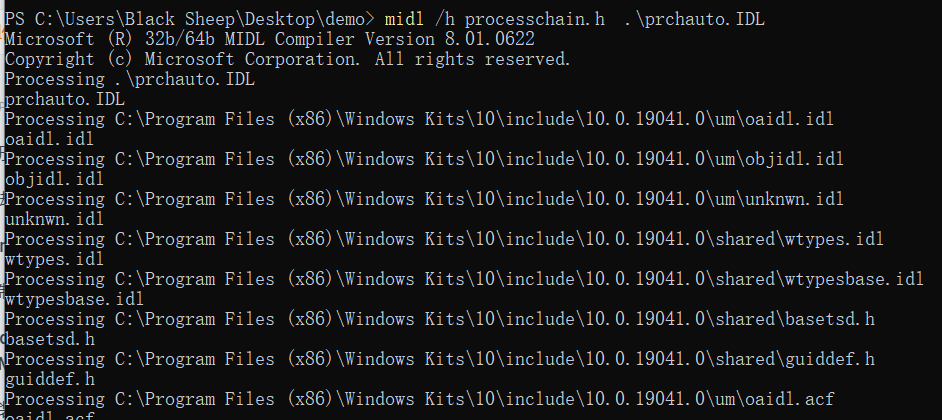 PS C:\Users\Black Sheep\Desktop\demo> midl /h processchain.h  .\prchauto.IDL
Microsoft (R) 32b/64b MIDL Compiler Version 8.01.0622
Copyright (c) Microsoft Corporation. All rights reserved.
Processing .\prchauto.IDL
prchauto.IDL
Processing C:\Program Files (x86)\Windows Kits\10\include\10.0.19041.0\um\oaidl.idl
oaidl.idl
Processing C:\Program Files (x86)\Windows Kits\10\include\10.0.19041.0\um\objidl.idl
objidl.idl
Processing C:\Program Files (x86)\Windows Kits\10\include\10.0.19041.0\um\unknwn.idl
unknwn.idl
Processing C:\Program Files (x86)\Windows Kits\10\include\10.0.19041.0\shared\wtypes.idl
wtypes.idl
Processing C:\Program Files (x86)\Windows Kits\10\include\10.0.19041.0\shared\wtypesbase.idl
wtypesbase.idl
Processing C:\Program Files (x86)\Windows Kits\10\include\10.0.19041.0\shared\basetsd.h
basetsd.h
Processing C:\Program Files (x86)\Windows Kits\10\include\10.0.19041.0\shared\guiddef.h
guiddef.h
Processing C:\Program Files (x86)\Windows Kits\10\include\10.0.19041.0\um\oaidl.acf
oaidl.acf